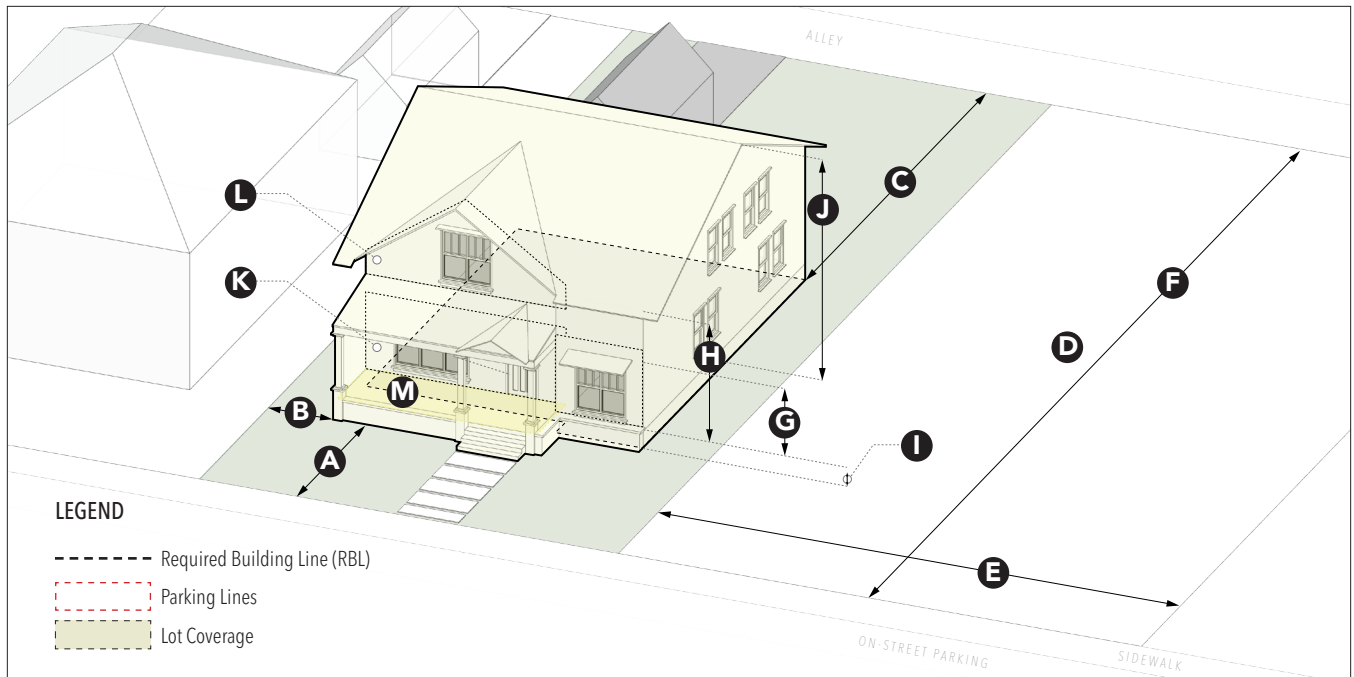 ALLEY
L
C
J
K
F
H
D
M
B
G
A
I
LEGEND
Required Building Line (RBL)
Parking Lines
Lot Coverage
E
ON-STREET PARKING
SIDEWALK